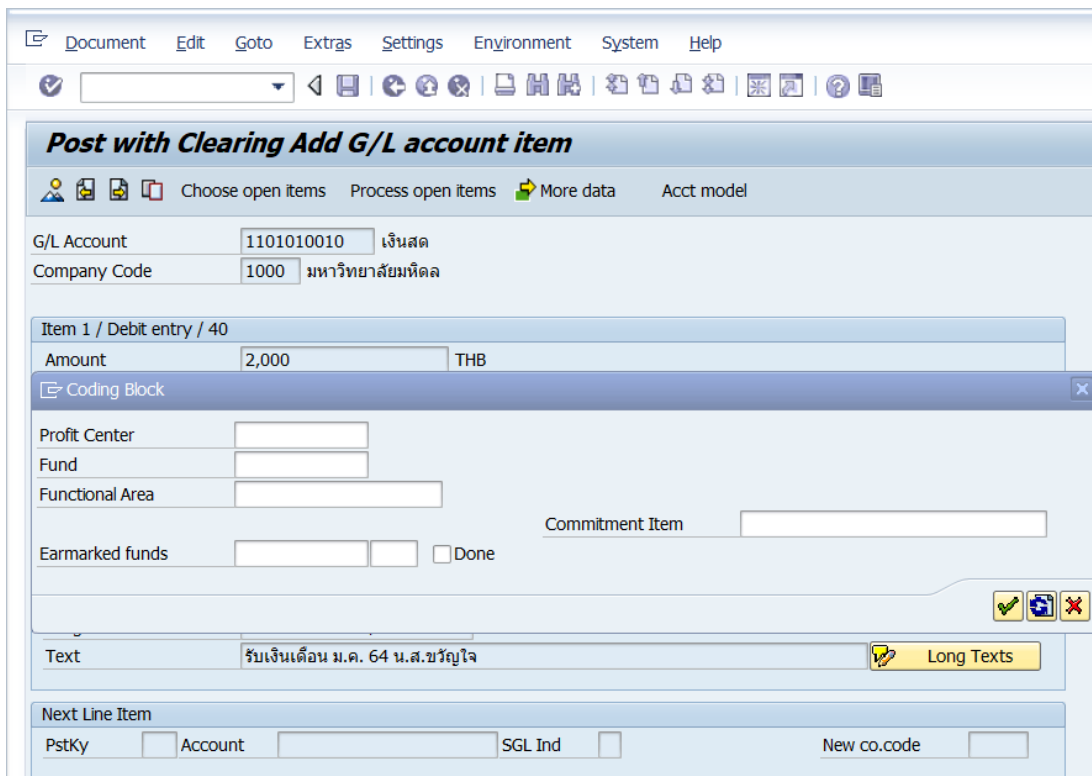 Document Edit Goto Extras Settings Environment System Help
Post with Clearing Add G/L account item
Choose open items Process open items More data Acct model
G/L Account 1101010010 เงินสด
Company Code 1000 มหาวิทยาลัยมหิดล
Item 1 / Debit entry / 40
Amount 2,000 THB
Coding Block
Profit Center
Fund
Functional Area
Commitment Item
Earmarked funds Done
Text รับเงินเดือน ม.ค. 64 น.ส.ขวัญใจ Long Texts
Next Line Item
PstKy Account SGL Ind New co.code